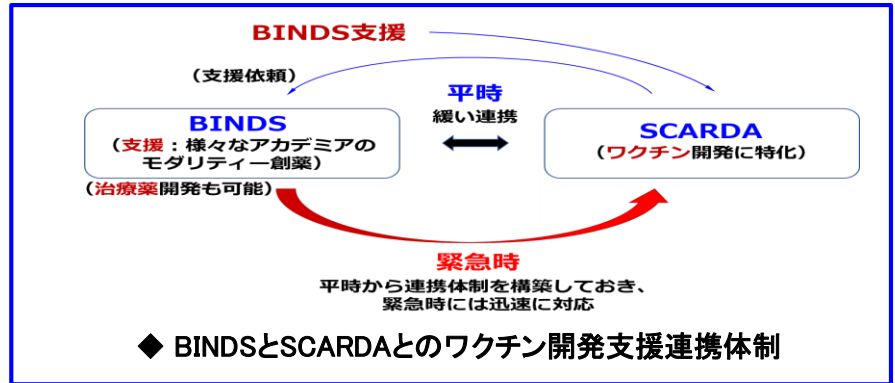 BINDS支援
(支援依頼)
平時
緩い連携
BINDS
(支援：様々なアカデミアの
モダリティー創薬)
(治療薬開発も可能)
SCARDA
(ワクチン開発に特化)
緊急時
平時から連携体制を構築しておき、
緊急時には迅速に対応
◆ BINDSとSCARDAとのワクチン開発支援連携体制